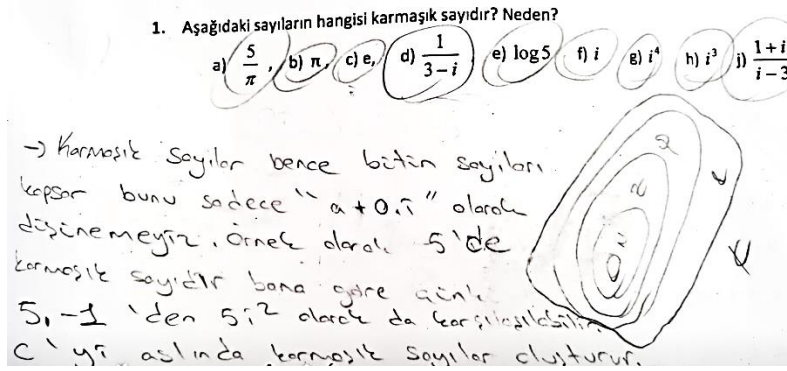 1. Aşağıdaki sayıların hangisi karmaşık sayıdır? Neden?
a) 5/π , b) π, c) e, d) 1/(3-i) e) log5 f) i g) i⁴ h) i³ j) (1+i)/(i-3
→ Karmaşık Sayılar bence bütün sayıları
kapsar bunu sadece "a+0.i" olarak
düşünemeyiz. Örnek olarak 5'de
karmaşık sayıdır bana göre çünkü
5.-1 'den 5i² olarak da
C'yi aslında karmaşık sayılar oluşturur.